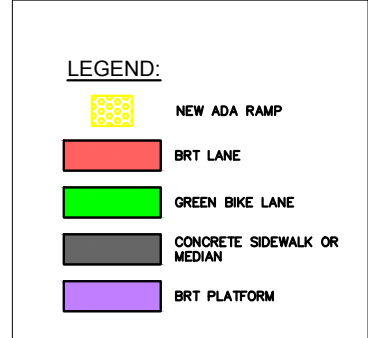 LEGEND:
NEW ADA RAMP
BRT LANE
GREEN BIKE LANE
CONCRETE SIDEWALK OR
MEDIAN
BRT PLATFORM